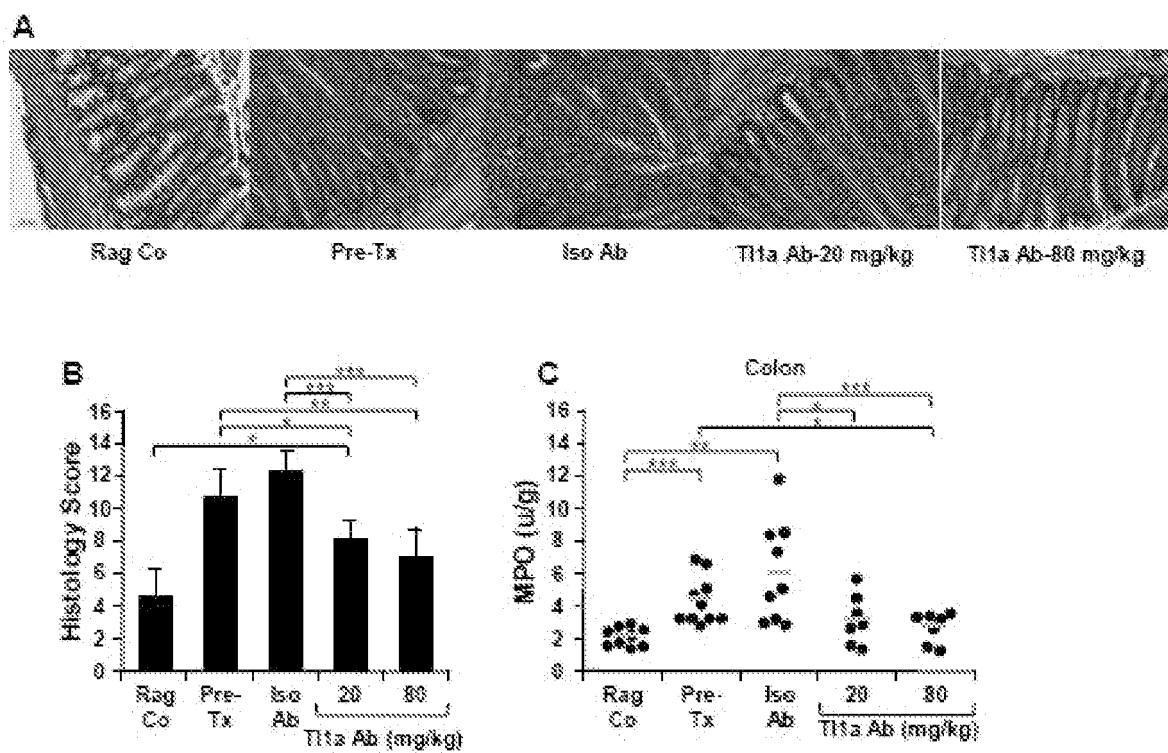 A
Rag Co
Pre-Tx
Iso Ab
Tl1a Ab-20 mg/kg
Tl1a Ab-80 mg/kg
B
***
***
**
*
*
Histology Score
16
14
12
10
8
6
4
2
0
Rag Co
Pre-Tx
Iso Ab
20
80
Tl1a Ab (mg/kg)
C
Colon
***
*
*
**
***
MPO (u/g)
16
14
12
10
8
6
4
2
0
Rag Co
Pre-Tx
Iso Ab
20
80
Tl1a Ab (mg/kg)